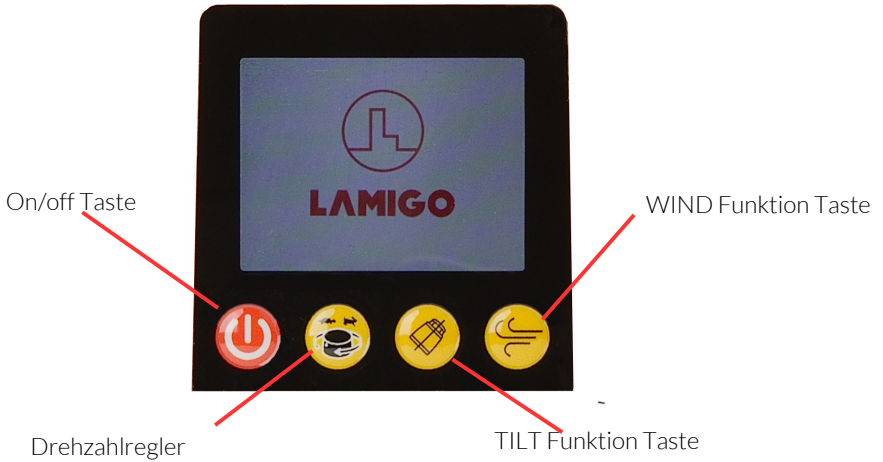 LAMIGO
On/off Taste
WIND Funktion Taste
Drehzahlregler
TILT Funktion Taste